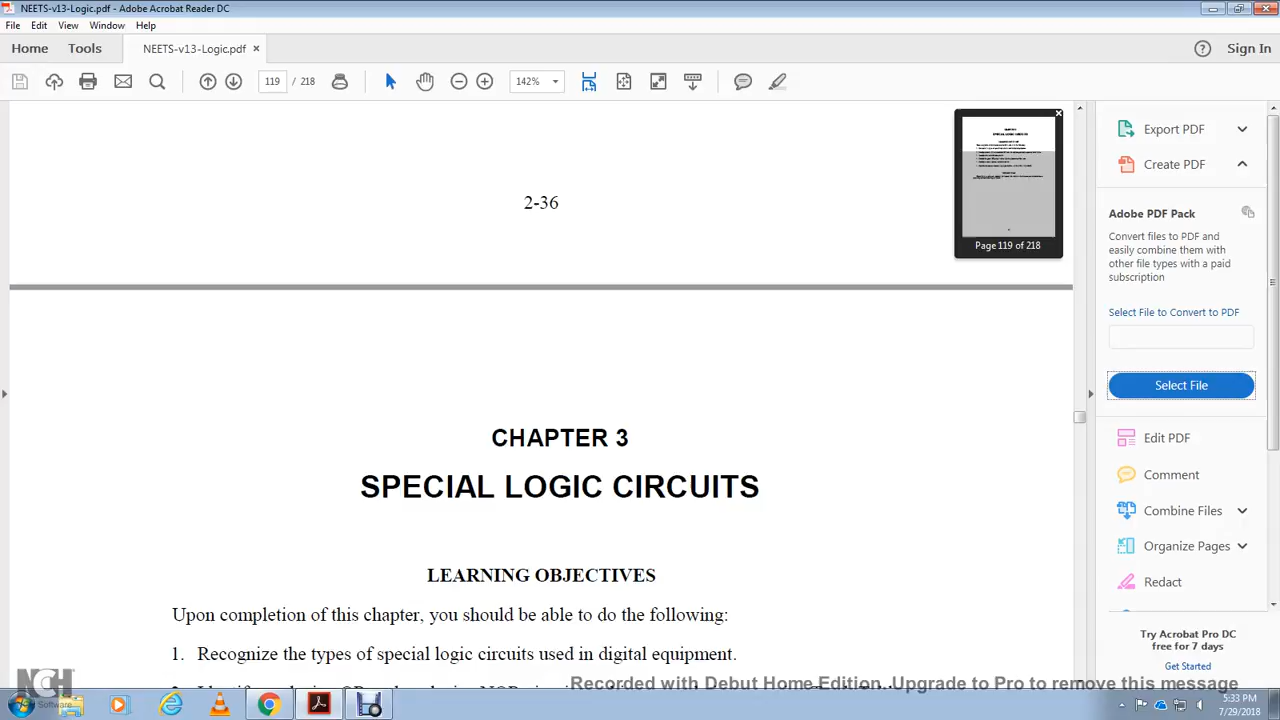 NEETS-v13-Logic.pdf - Adobe Acrobat Reader DC
File Edit View Window Help
Home Tools NEETS-v13-Logic.pdf × Sign In
119 / 218 142%
2-36
Page 119 of 218
CHAPTER 3
SPECIAL LOGIC CIRCUITS
LEARNING OBJECTIVES
Upon completion of this chapter, you should be able to do the following:
1. Recognize the types of special logic circuits used in digital equipment.
Export PDF
Create PDF
Adobe PDF Pack
Convert files to PDF and
easily combine them with
other file types with a paid
subscription
Select File to Convert to PDF
Select File
Edit PDF
Comment
Combine Files
Organize Pages
Redact
Try Acrobat Pro DC
free for 7 days
Get Started
Recorded with Debut Home Edition. Upgrade to Pro to remove this message
NCH
Software
5:33 PM
7/29/2018